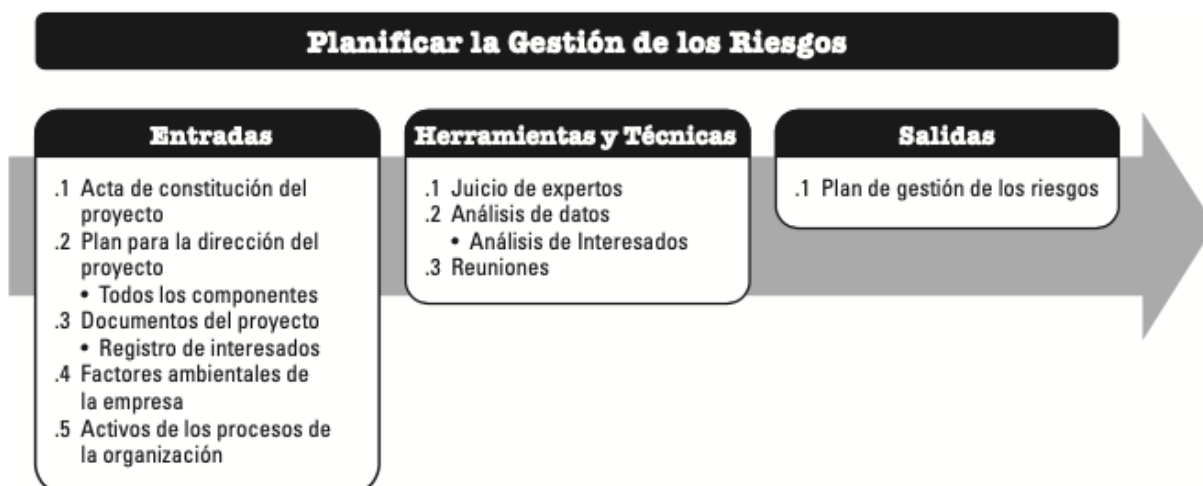 Planificar la Gestión de los Riesgos
Entradas
.1 Acta de constitución del
proyecto
.2 Plan para la dirección del
proyecto
• Todos los componentes
.3 Documentos del proyecto
• Registro de interesados
.4 Factores ambientales de
la empresa
.5 Activos de los procesos de
la organización
Herramientas y Técnicas
.1 Juicio de expertos
.2 Análisis de datos
• Análisis de Interesados
.3 Reuniones
Salidas
.1 Plan de gestión de los riesgos